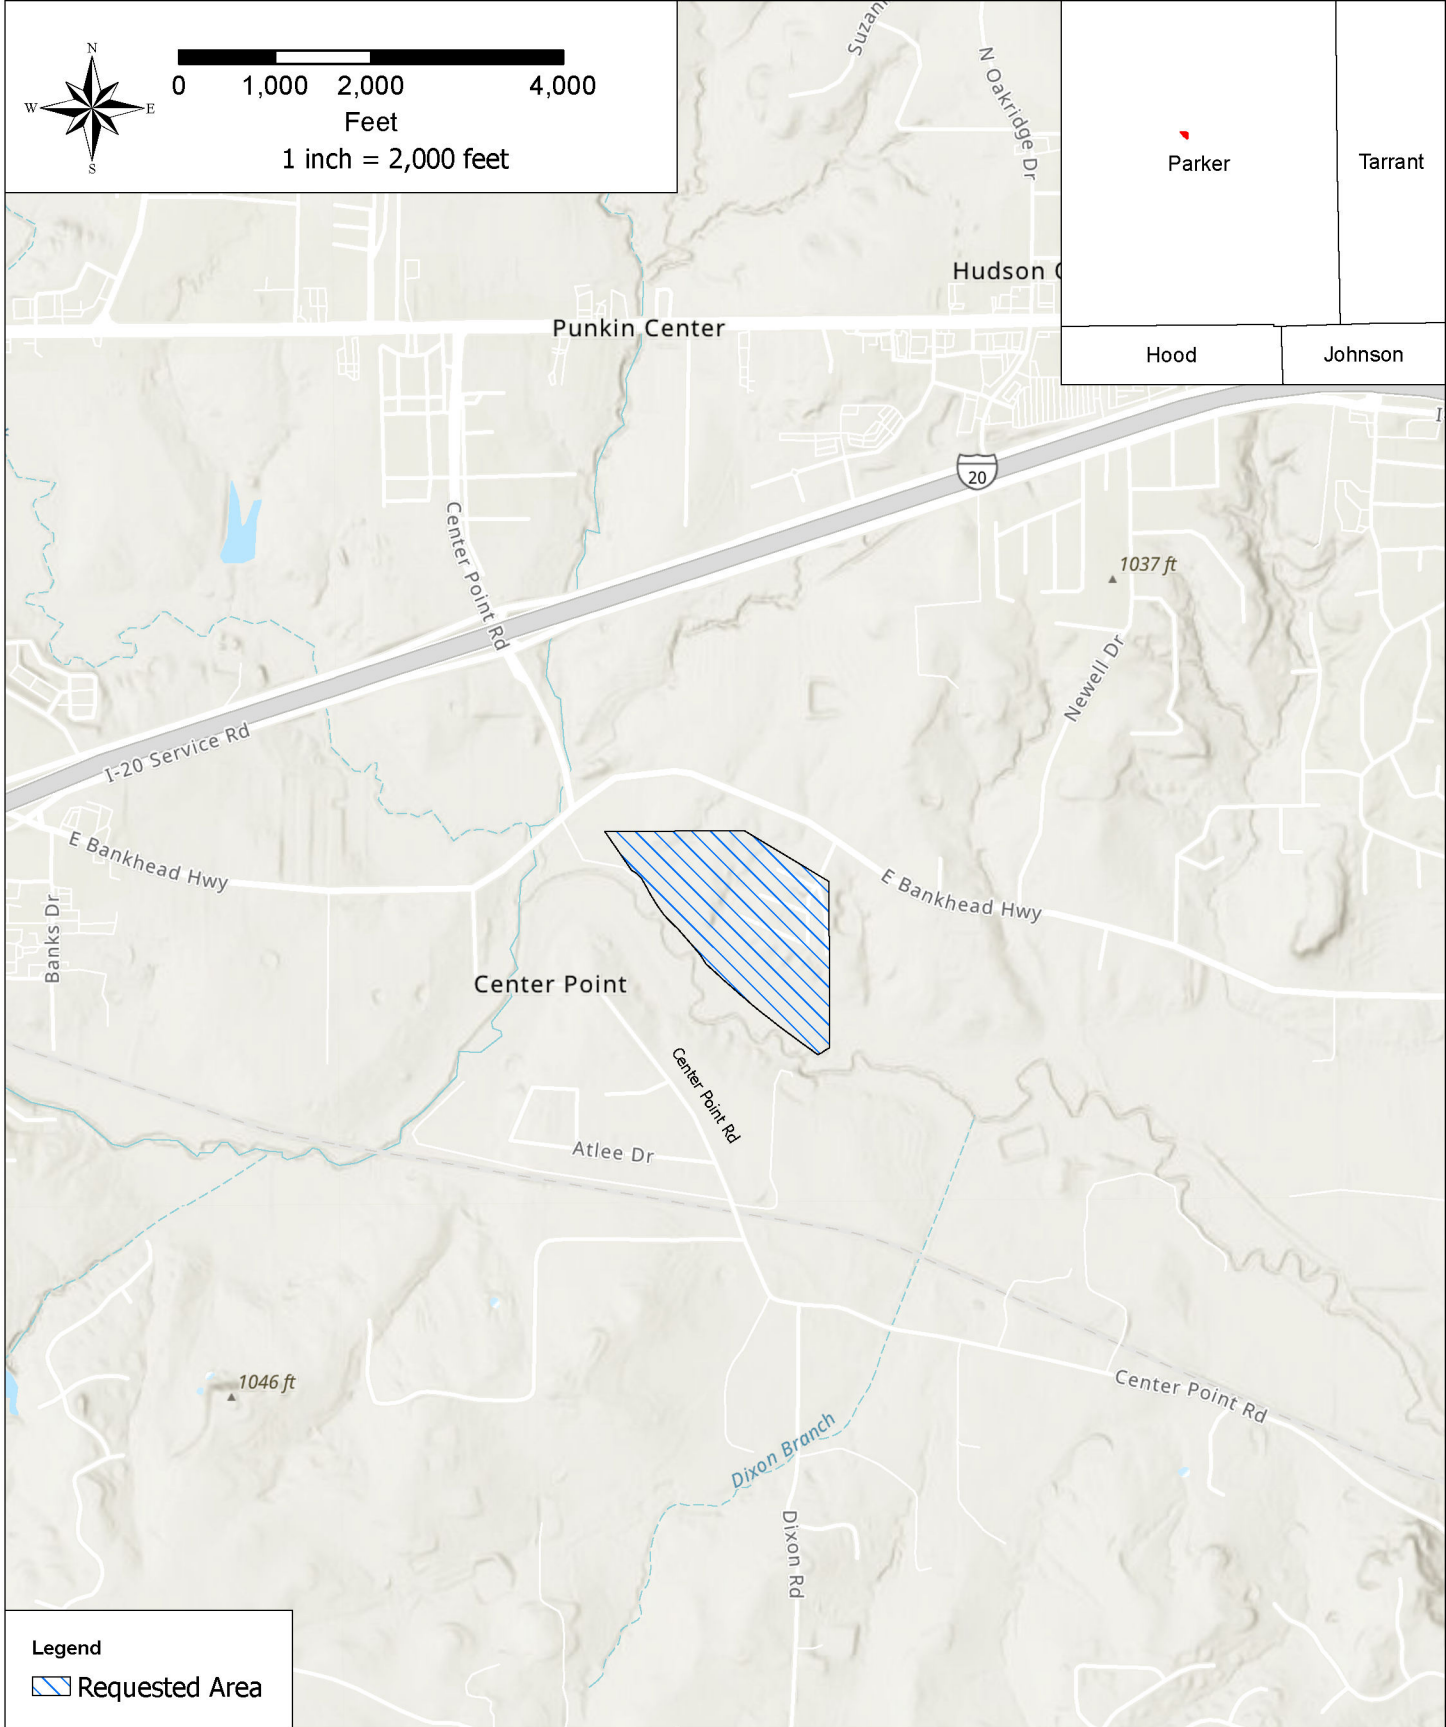 N
W
E
S
0
1,000
2,000
4,000
Feet
1 inch = 2,000 feet
N Oakridge Dr
Parker
Tarrant
Hood
Johnson
Hudson
Punkin Center
20
Center Point Rd
1037 ft
Newell Dr
I-20 Service Rd
E Bankhead Hwy
E Bankhead Hwy
Banks Dr
Center Point
Center Point Rd
Atlee Dr
1046 ft
Center Point Rd
Dixon Branch
Dixon Rd
Legend
Requested Area